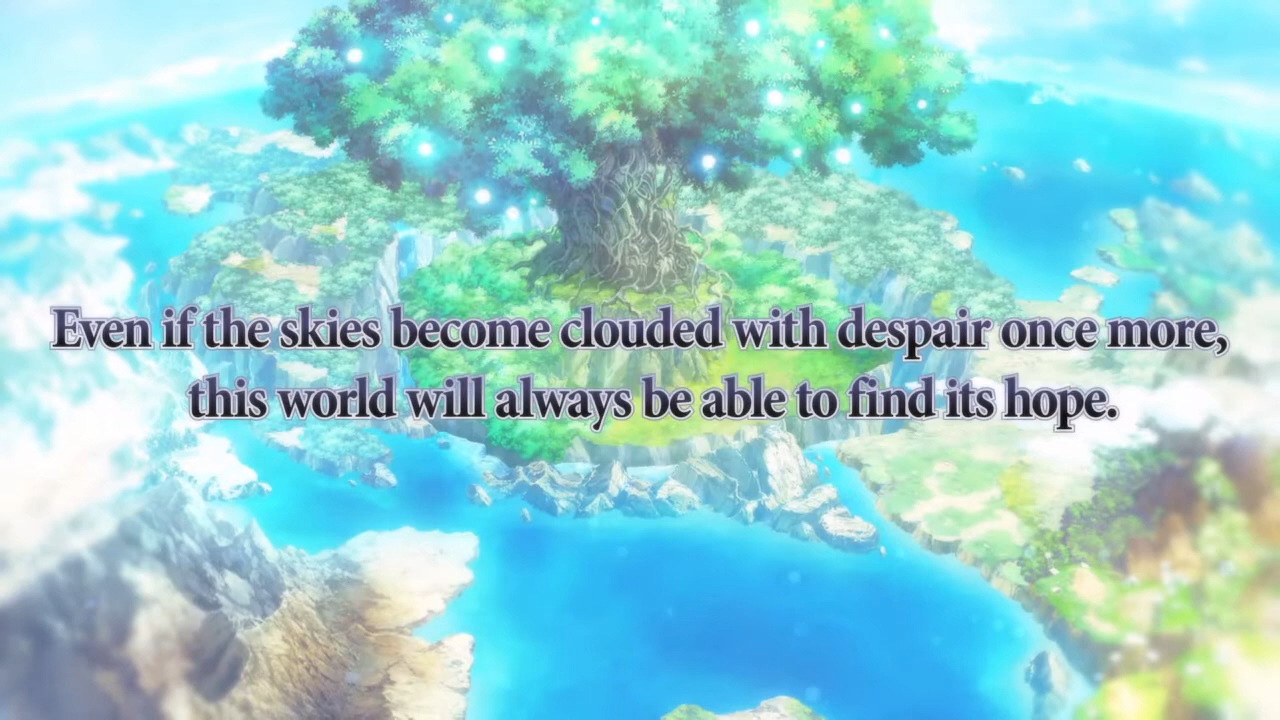 Even if the skies become clouded with despair once more,
this world will always be able to find its hope.